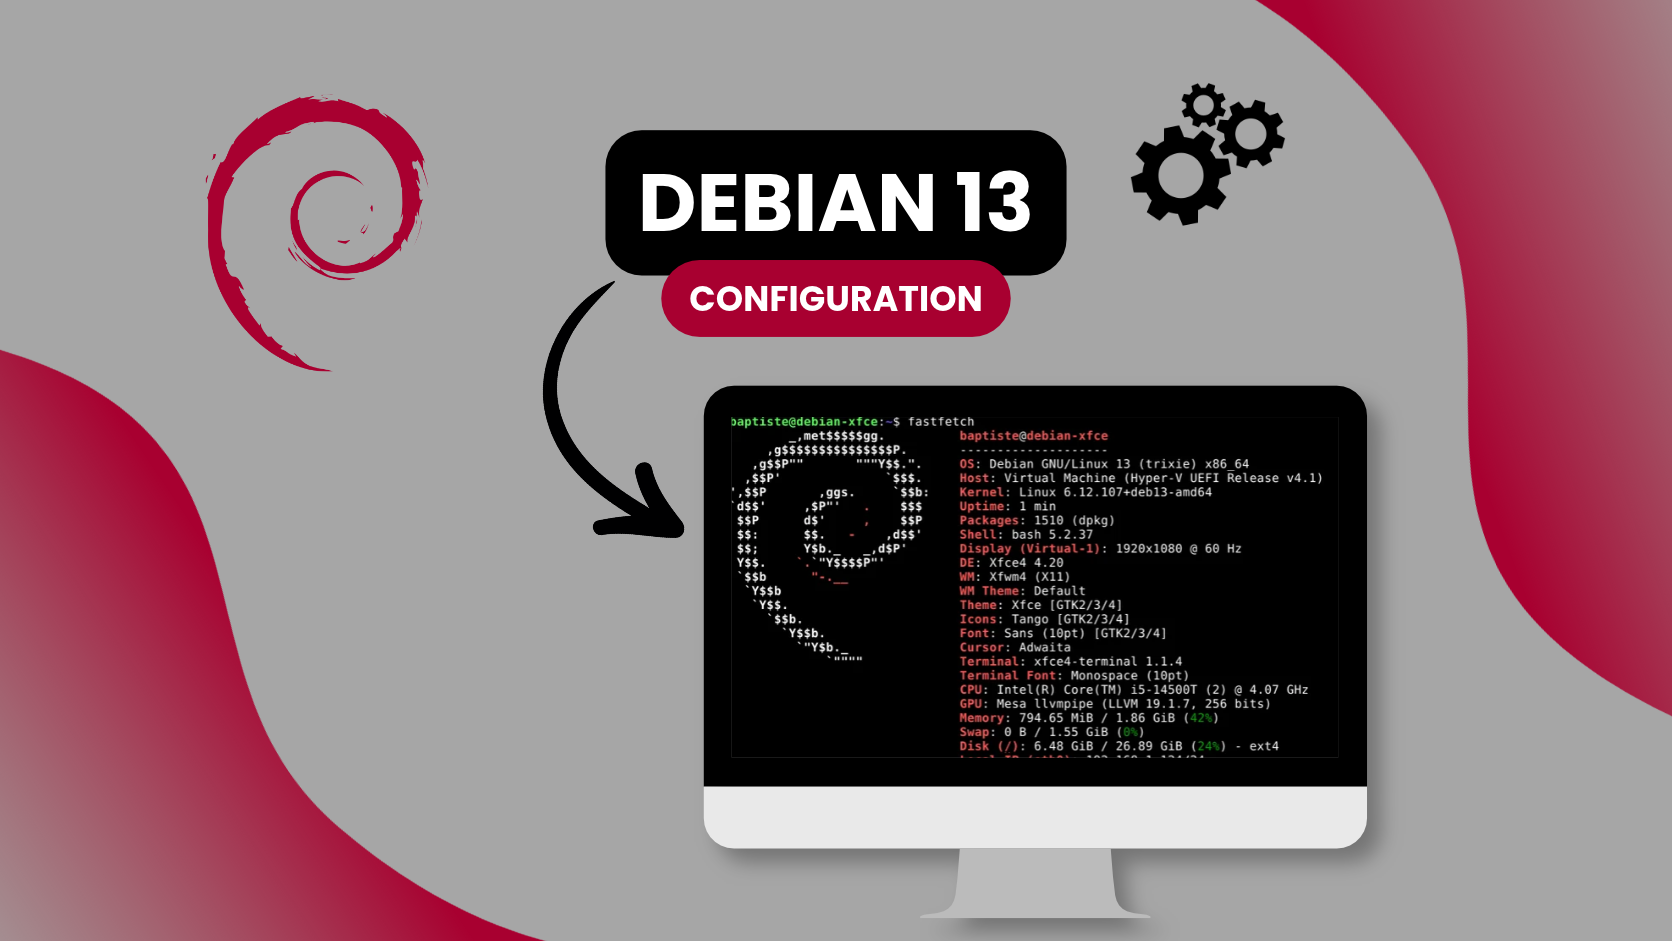 DEBIAN 13
CONFIGURATION
baptiste@debian-xfce:~$ fastfetch
_,met$$$$$gg.
,g$$$$$$$$$$$$$$$P.
,g$$P"" """Y$$.".
,$$P' `$$$.
',$$P ,ggs. `$$b:
`d$$' ,$P"' . $$$
$$P d$' , $$P
$$: $$. - ,d$$'
$$; Y$b._ _,d$P'
Y$$. `.`"Y$$$$P"'
`$$b "-.__
`Y$$b
`Y$$.
`$$b.
`Y$$b.
`"Y$b._
`""""
baptiste@debian-xfce
--------------------
OS: Debian GNU/Linux 13 (trixie) x86_64
Host: Virtual Machine (Hyper-V UEFI Release v4.1)
Kernel: Linux 6.12.107+deb13-amd64
Uptime: 1 min
Packages: 1510 (dpkg)
Shell: bash 5.2.37
Display (Virtual-1): 1920x1080 @ 60 Hz
DE: Xfce4 4.20
WM: Xfwm4 (X11)
WM Theme: Default
Theme: Xfce [GTK2/3/4]
Icons: Tango [GTK2/3/4]
Font: Sans (10pt) [GTK2/3/4]
Cursor: Adwaita
Terminal: xfce4-terminal 1.1.4
Terminal Font: Monospace (10pt)
CPU: Intel(R) Core(TM) i5-14500T (2) @ 4.07 GHz
GPU: Mesa llvmpipe (LLVM 19.1.7, 256 bits)
Memory: 794.65 MiB / 1.86 GiB (42%)
Swap: 0 B / 1.55 GiB (0%)
Disk (/): 6.48 GiB / 26.89 GiB (24%) - ext4